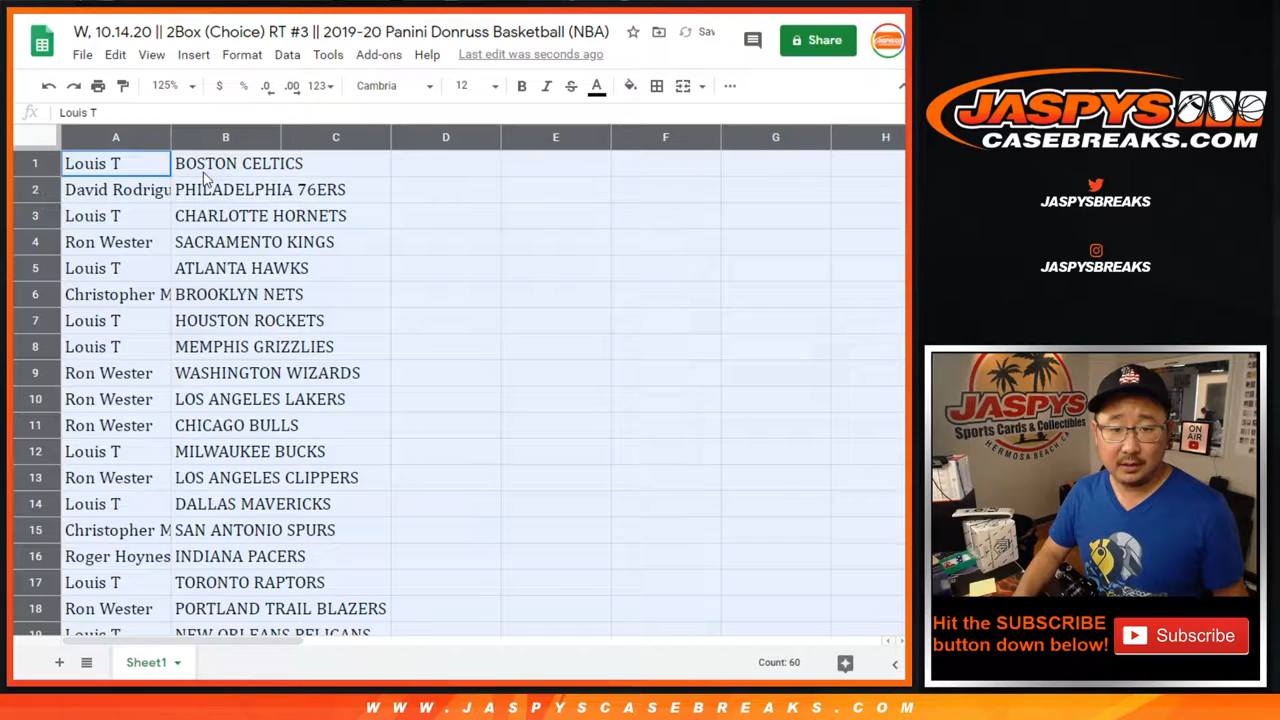 W, 10.14.20 || 2Box (Choice) RT #3 || 2019-20 Panini Donruss Basketball (NBA)
Sav
File Edit View Insert Format Data Tools Add-ons Help Last edit was seconds ago
Share
125% $ % .0 .00 123 Cambria 12 B I S A
fx Louis T
A B C D E F G H
1 Louis T BOSTON CELTICS
2 David Rodrigu PHILADELPHIA 76ERS
3 Louis T CHARLOTTE HORNETS
4 Ron Wester SACRAMENTO KINGS
5 Louis T ATLANTA HAWKS
6 Christopher M BROOKLYN NETS
7 Louis T HOUSTON ROCKETS
8 Louis T MEMPHIS GRIZZLIES
9 Ron Wester WASHINGTON WIZARDS
10 Ron Wester LOS ANGELES LAKERS
11 Ron Wester CHICAGO BULLS
12 Louis T MILWAUKEE BUCKS
13 Ron Wester LOS ANGELES CLIPPERS
14 Louis T DALLAS MAVERICKS
15 Christopher M SAN ANTONIO SPURS
16 Roger Hoynes INDIANA PACERS
17 Louis T TORONTO RAPTORS
18 Ron Wester PORTLAND TRAIL BLAZERS
19 Louis T NEW ORLEANS PELICANS
Sheet1
Count: 60
JASPYS
CASEBREAKS.COM
JASPYSBREAKS
JASPYSBREAKS
JASPYS
Sports Cards & Collectibles
HERMOSA BEACH, CA
ON AIR
Hit the SUBSCRIBE
button down below!
Subscribe
WWW.JASPYSCASEBREAKS.COM